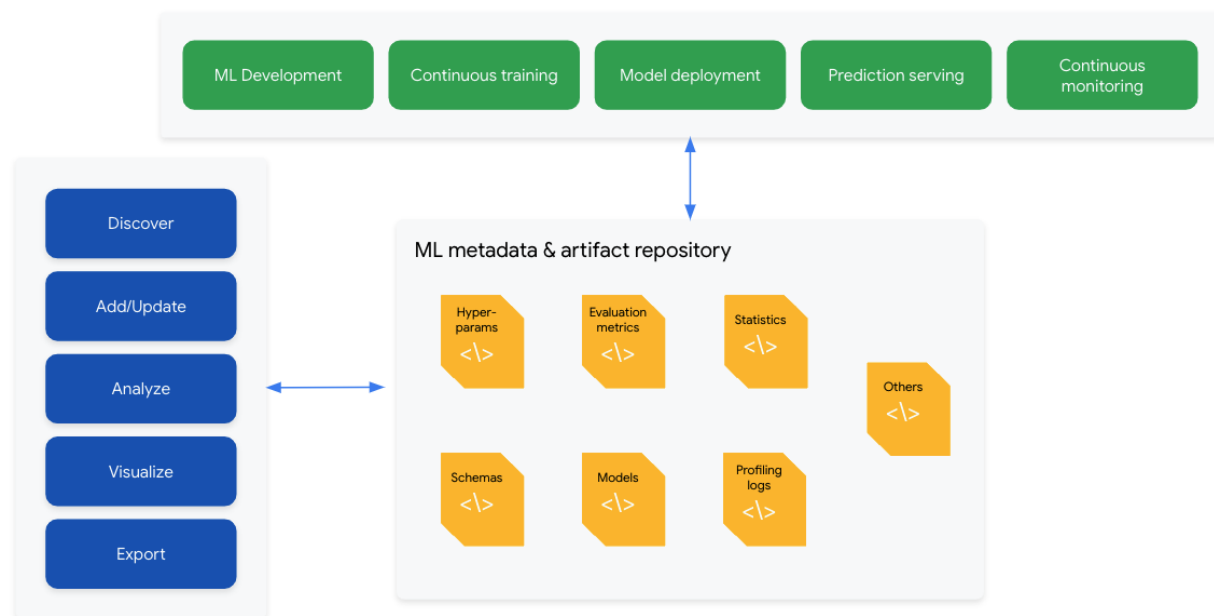 ML Development
Continuous training
Model deployment
Prediction serving
Continuous
monitoring
Discover
Add/Update
Analyze
Visualize
Export
ML metadata & artifact repository
Hyper-
params
<\>
Evaluation
metrics
<\>
Statistics
<\>
Others
<\>
Schemas
<\>
Models
<\>
Profiling
logs
<\>